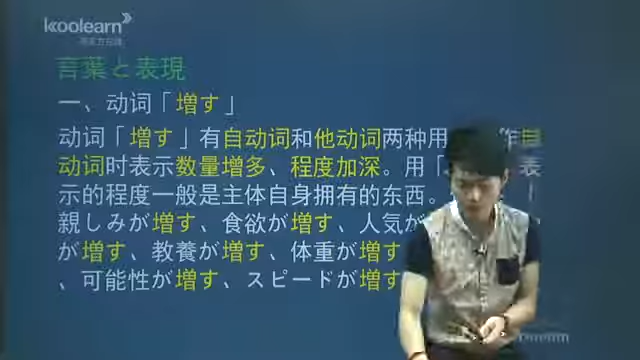 koolearn
言葉と表現
一、动词「増す」
动词「増す」有自动词和他动词两种用 作自
动词时表示数量增多、程度加深。用「 表
示的程度一般是主体自身拥有的东西。
親しみが増す、食欲が増す、人気が
が増す、教養が増す、体重が増す
、可能性が増す、スピードが増す